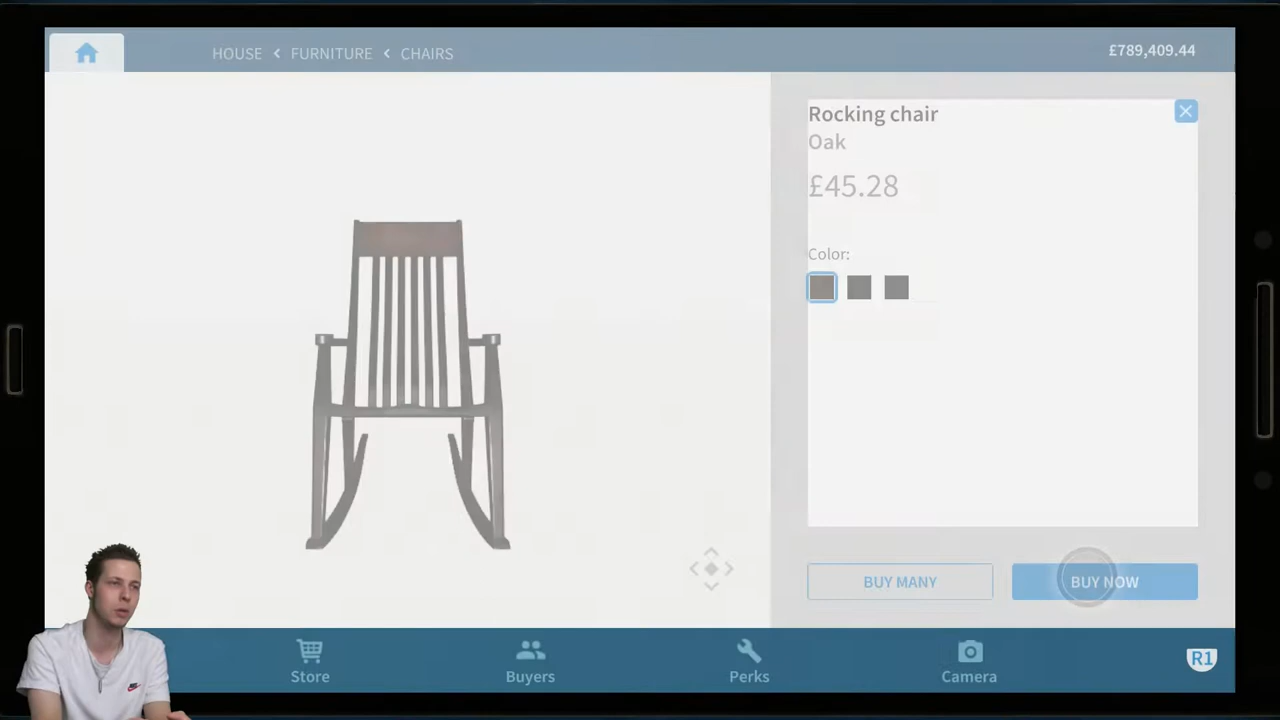 HOUSE < FURNITURE < CHAIRS
£789,409.44
Rocking chair
Oak
£45.28
Color:
BUY MANY
BUY NOW
Store
Buyers
Perks
Camera
R1